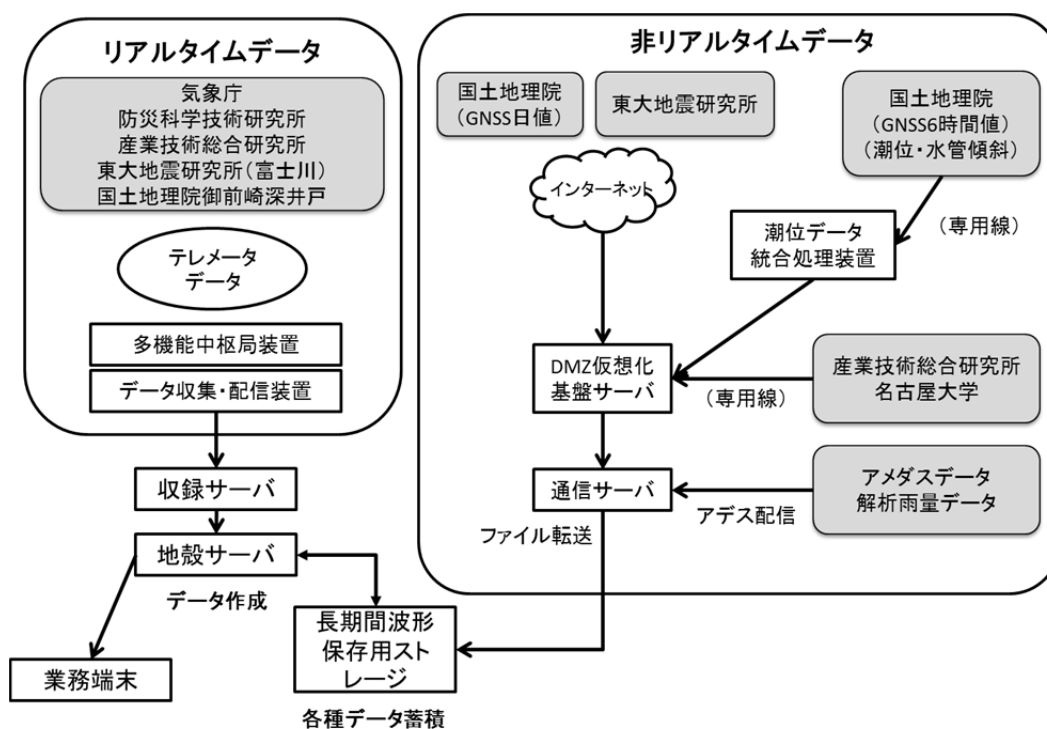 リアルタイムデータ
気象庁
防災科学技術研究所
産業技術総合研究所
東大地震研究所(富士川)
国土地理院御前崎深井戸
テレメータ
データ
多機能中枢局装置
データ収集・配信装置
収録サーバ
地殻サーバ
データ作成
業務端末
長期間波形
保存用スト
レージ
各種データ蓄積
非リアルタイムデータ
国土地理院
(GNSS日値)
東大地震研究所
国土地理院
(GNSS6時間値)
(潮位・水管傾斜)
インターネット
(専用線)
潮位データ
統合処理装置
DMZ仮想化
基盤サーバ
(専用線)
産業技術総合研究所
名古屋大学
通信サーバ
アデス配信
アメダスデータ
解析雨量データ
ファイル転送